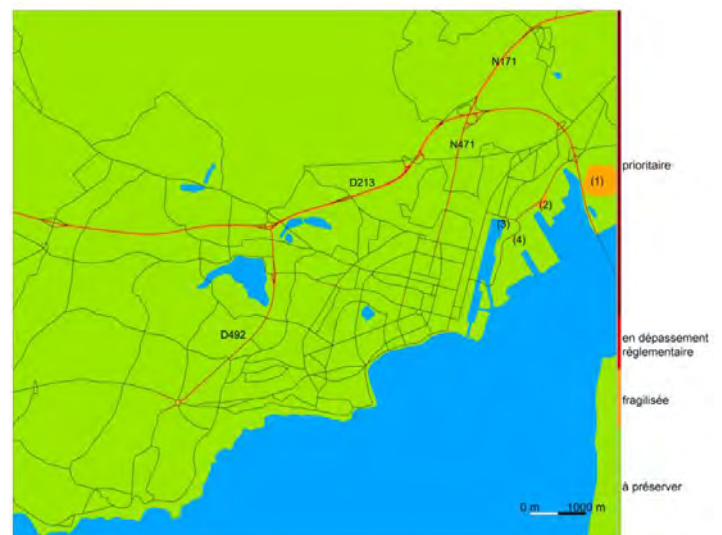 N171
N471
prioritaire
D213
(1)
(2)
(3)
(4)
D492
en dépassement
réglementaire
fragilisée
à préserver
0 m 1000 m